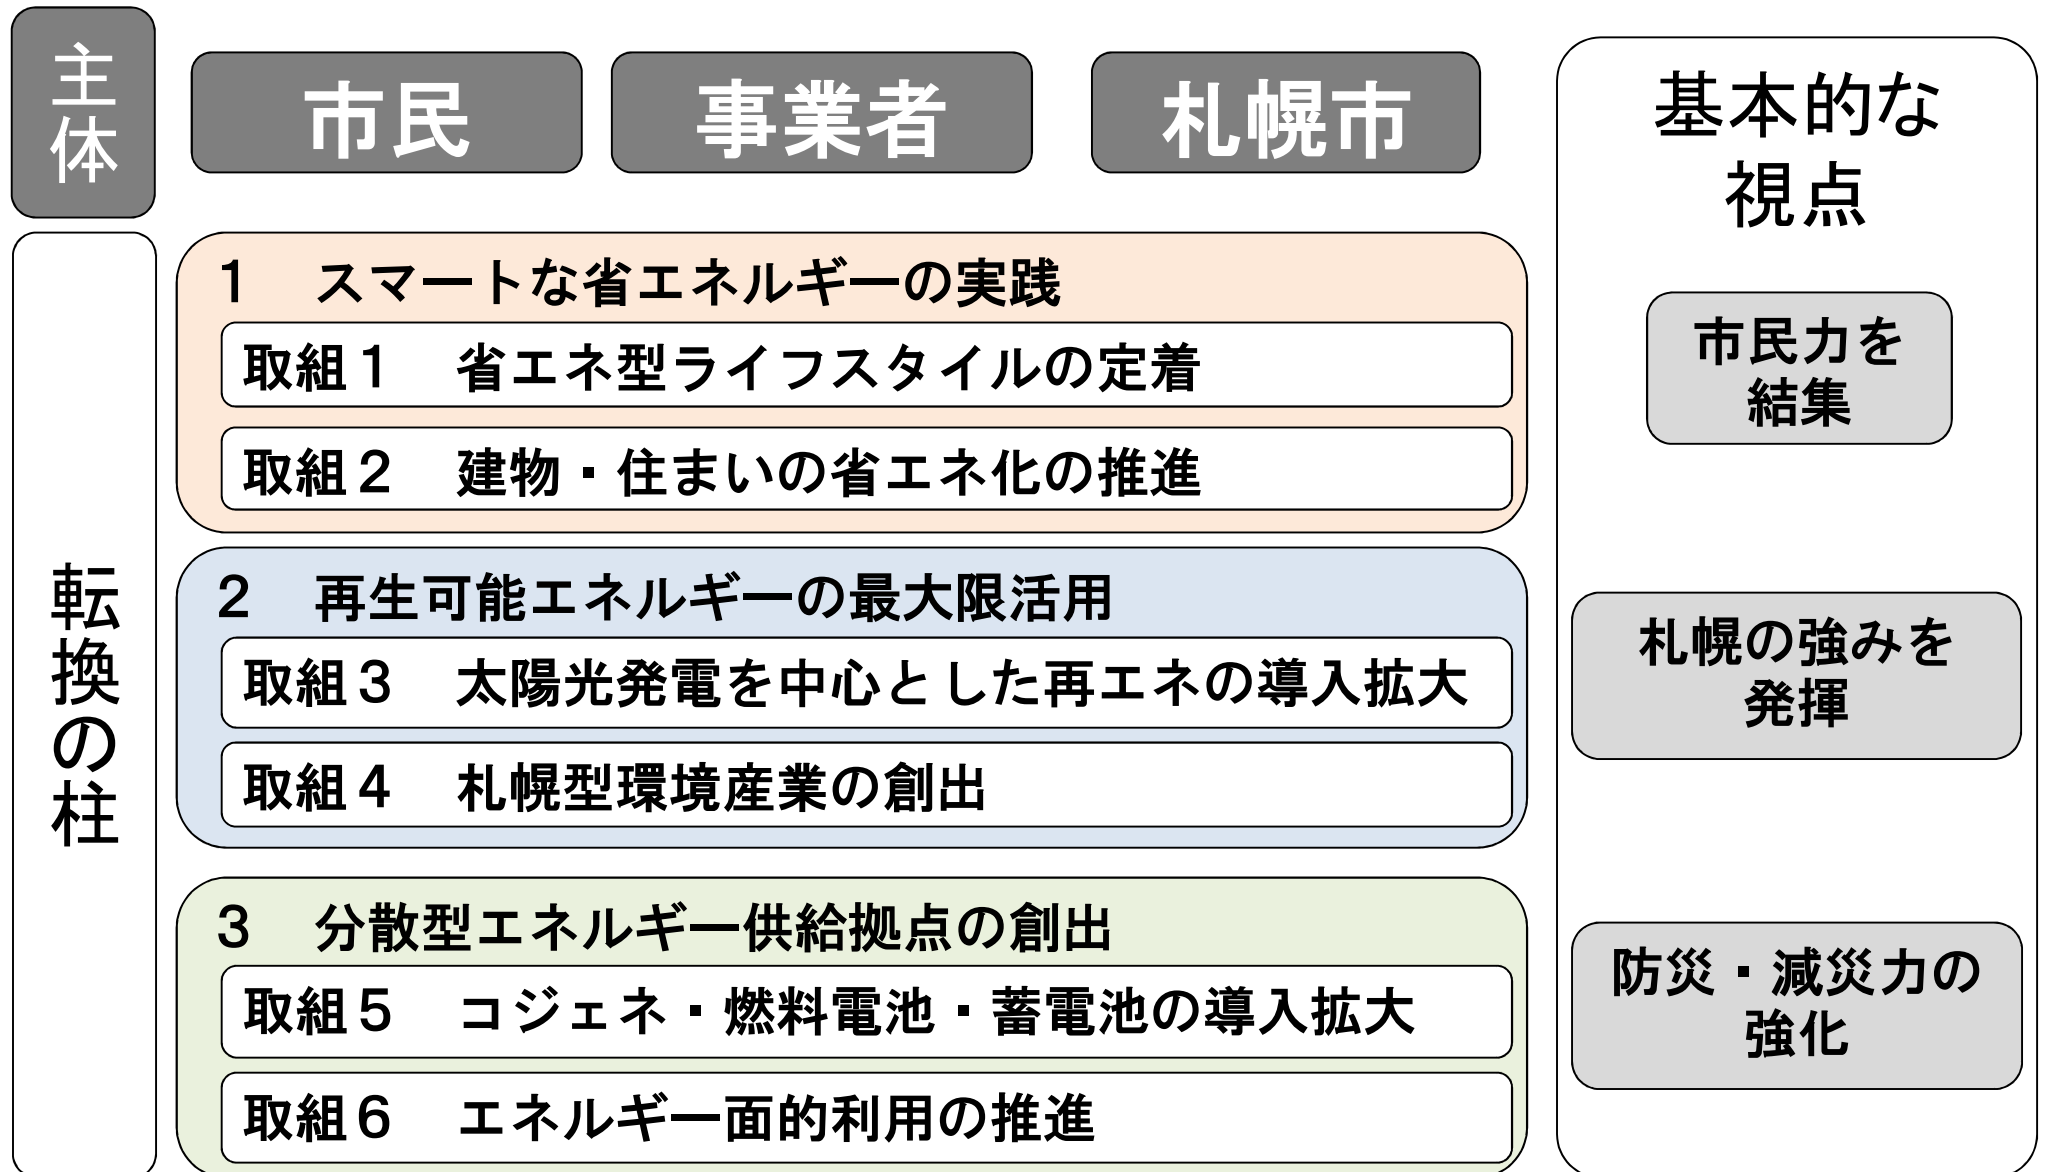 主体
市民
事業者
札幌市
転換の柱
1　スマートな省エネルギーの実践
取組1　省エネ型ライフスタイルの定着
取組2　建物・住まいの省エネ化の推進
2　再生可能エネルギーの最大限活用
取組3　太陽光発電を中心とした再エネの導入拡大
取組4　札幌型環境産業の創出
3　分散型エネルギー供給拠点の創出
取組5　コジェネ・燃料電池・蓄電池の導入拡大
取組6　エネルギー面的利用の推進
基本的な
視点
市民力を
結集
札幌の強みを
発揮
防災・減災力の
強化